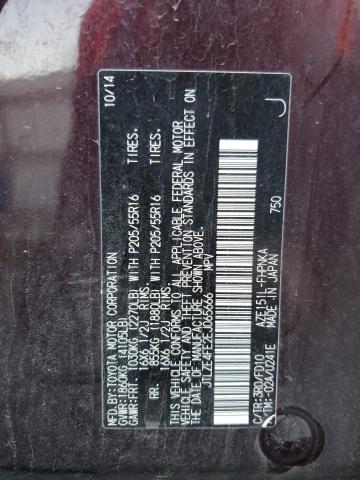 MFD.BY:TOYOTA MOTOR CORPORATION 10/14
GVWR:1860KG (4105LB)
GAWR:FRT. 1030KG (2270LB) WITH P205/55R16 TIRES.
16X6 1/2J RIMS.
RR. 855KG (1880LB) WITH P205/55R16 TIRES.
16X6 1/2J RIMS.
THIS VEHICLE CONFORMS TO ALL APPLICABLE FEDERAL MOTOR
VEHICLE SAFETY AND THEFT PREVENTION STANDARDS IN EFFECT ON
THE DATE OF MANUFACTURE SHOWN ABOVE.
JTLZE4FE2FJ065666 MPV
750 J
C/TR:3R0/FD10 AZE151L-FHPNKA
MADE IN JAPAN